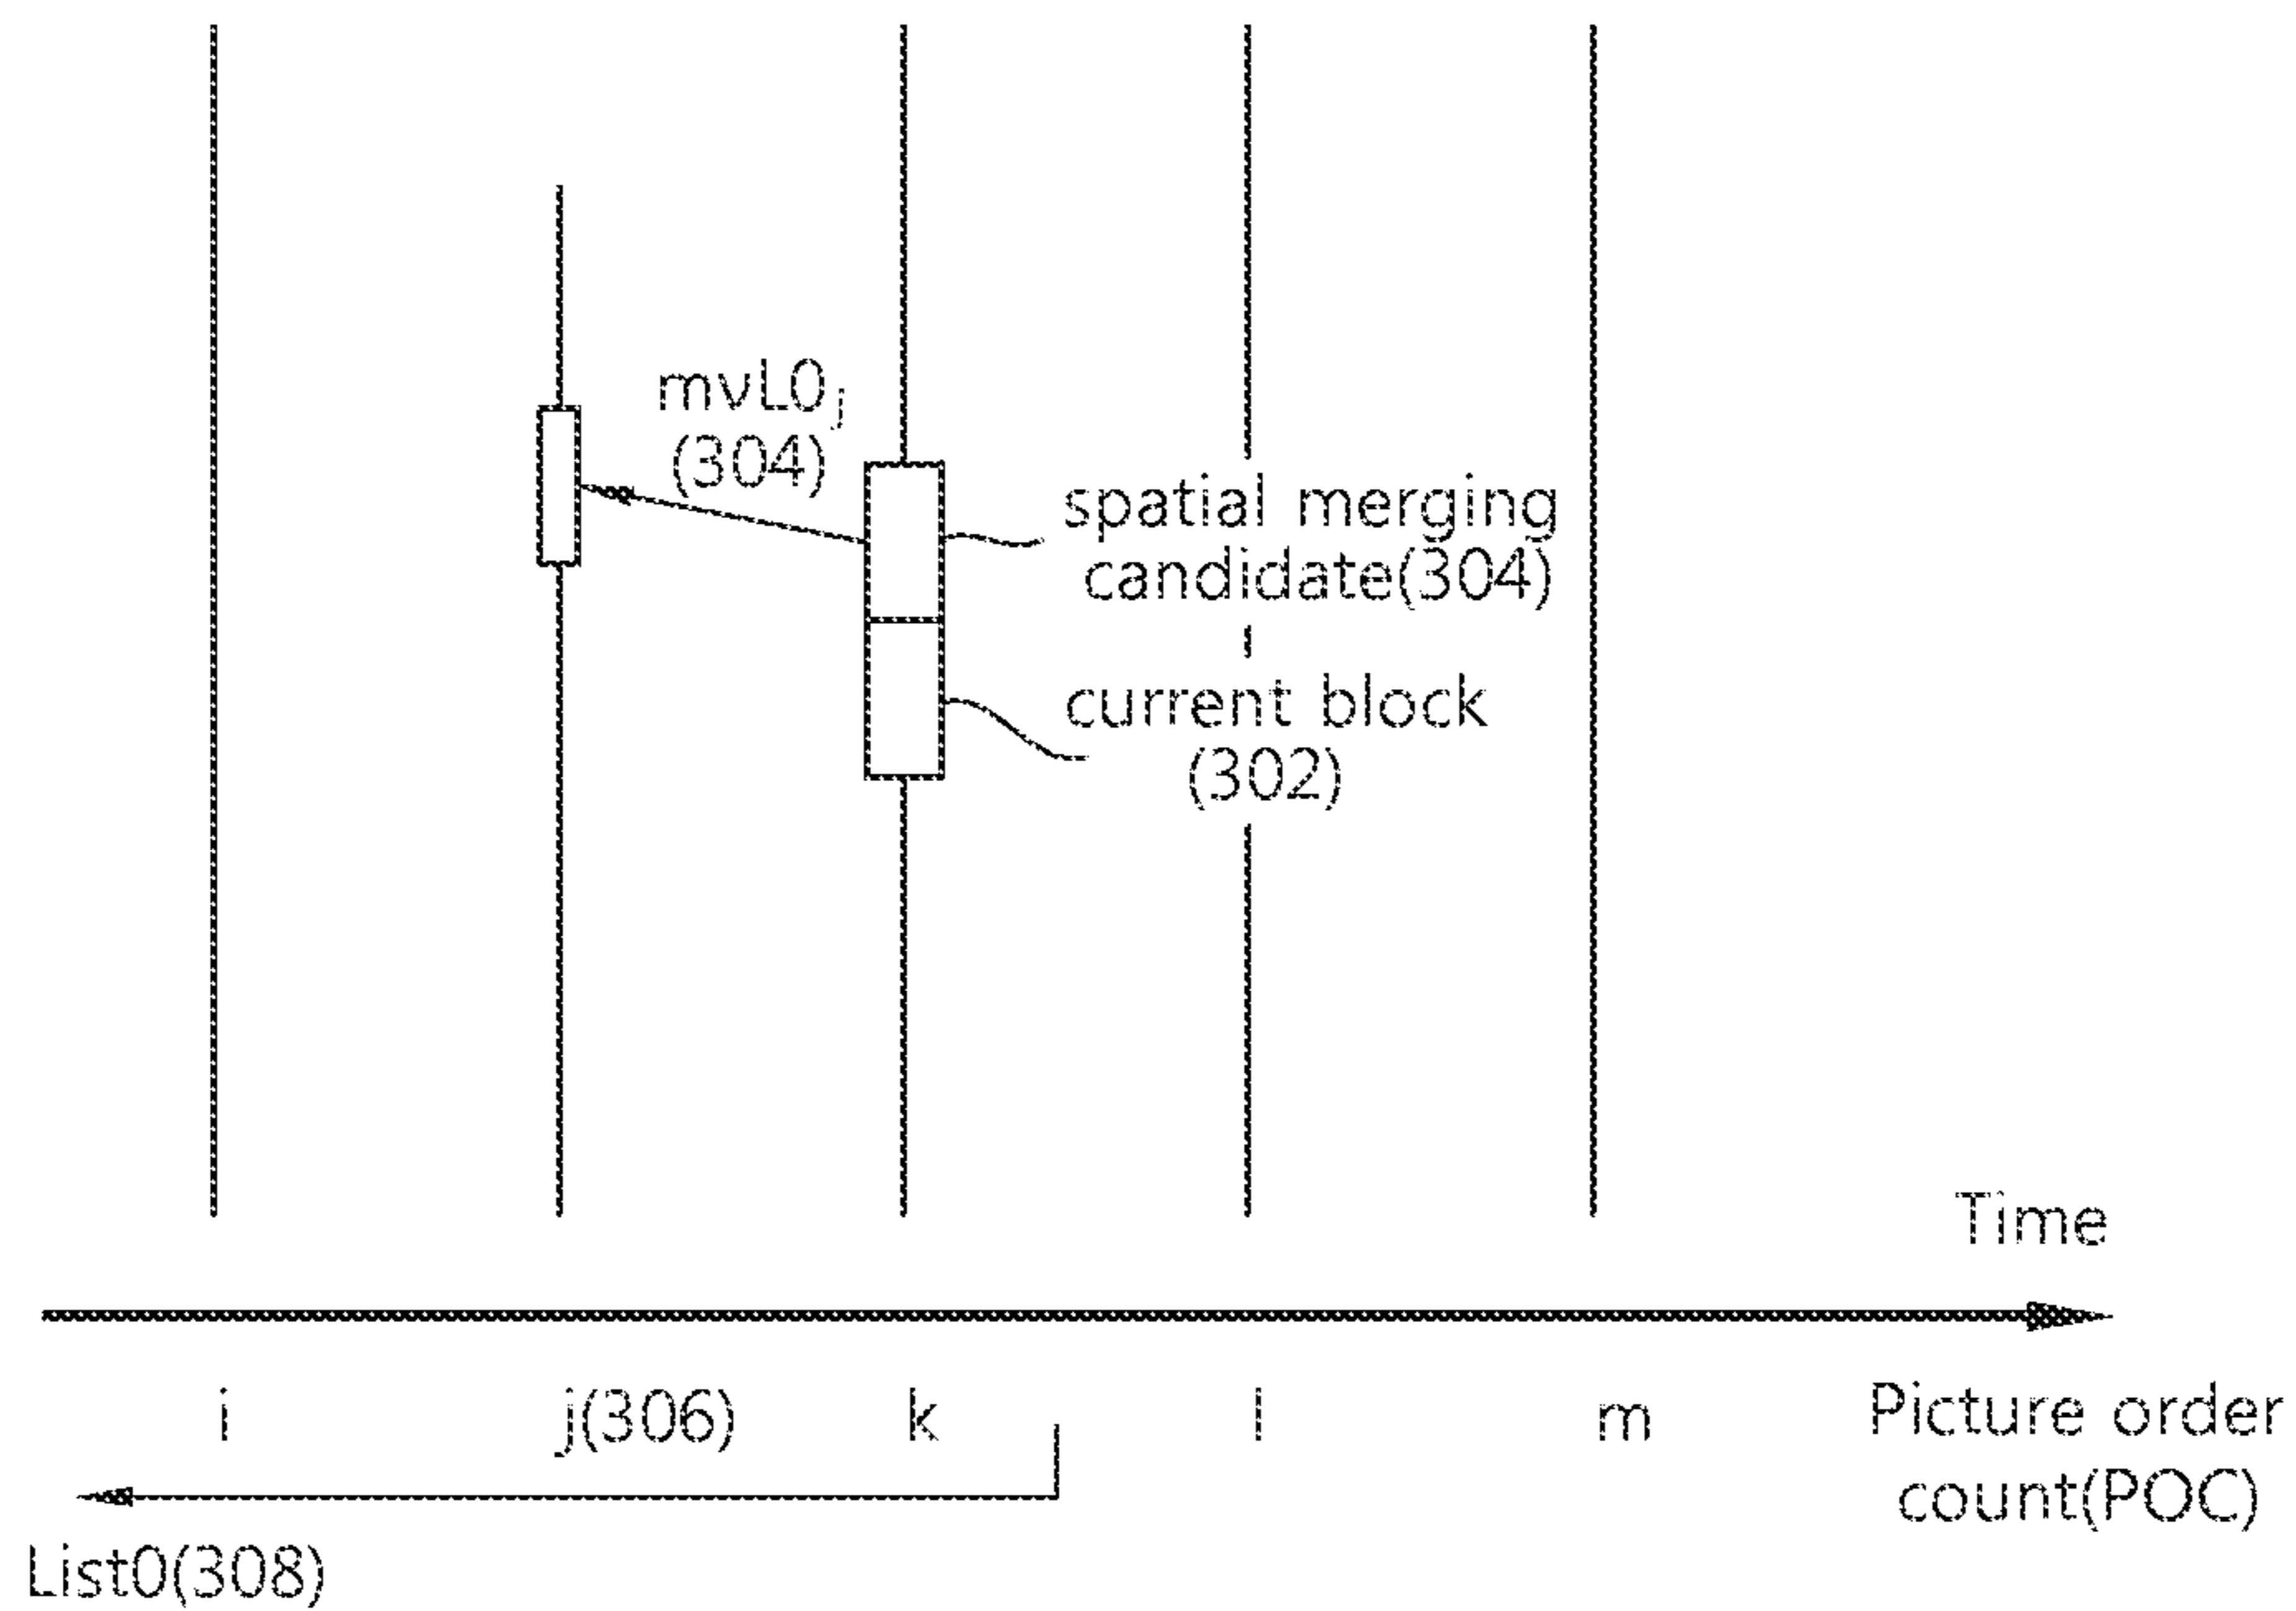 mvL0j
(304)
spatial merging
candidate(304)
current block
(302)
Time
i j(306) k l m Picture order
count(POC)
List0(308)